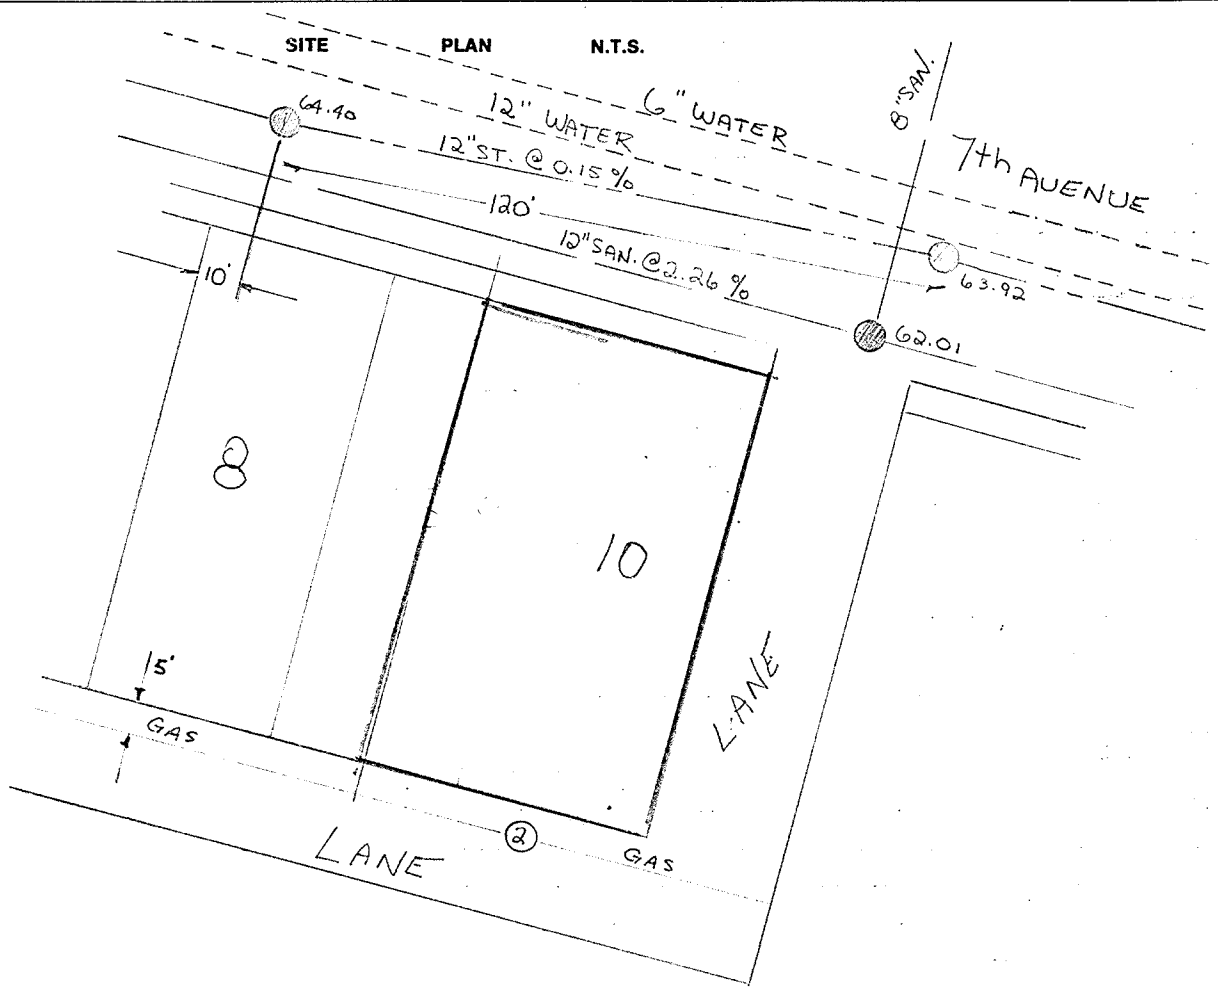 SITE PLAN N.T.S.
8" SAN.
6" WATER
12" WATER
64.40
12" ST. @ 0.15 %
7th AVENUE
120'
12" SAN. @ 2.26 %
10'
63.92
62.01
8
10
15'
GAS
LANE
2
GAS
LANE